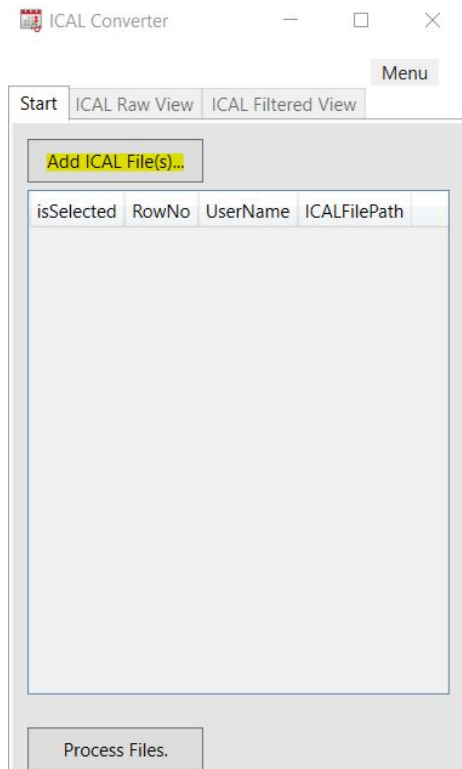 ICAL Converter
Menu
Start ICAL Raw View ICAL Filtered View
Add ICAL File(s)...
isSelected RowNo UserName ICALFilePath
Process Files.